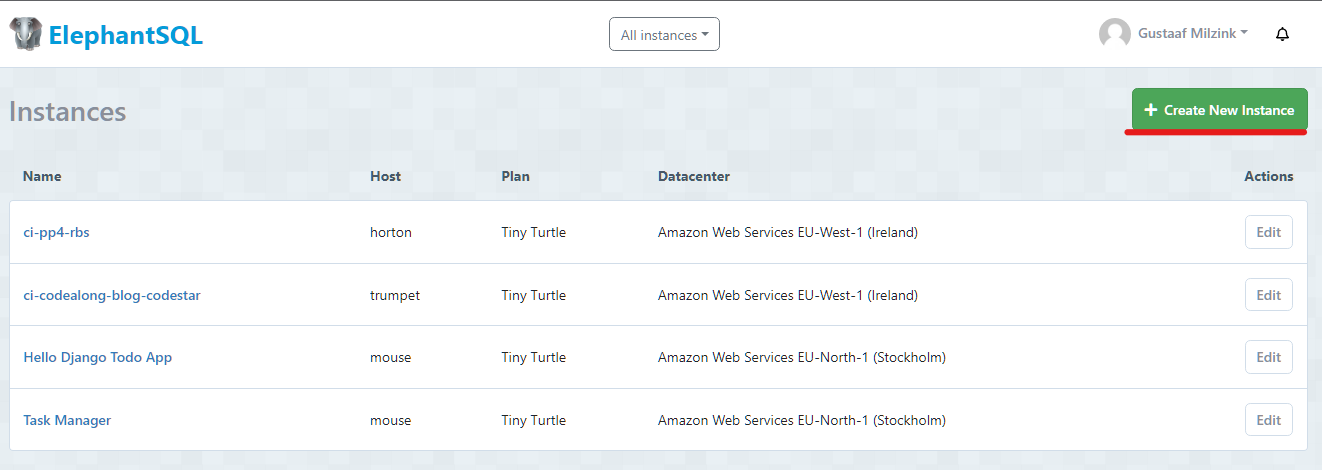 ElephantSQL All instances Gustaaf Milzink
Instances + Create New Instance
Name Host Plan Datacenter Actions
ci-pp4-rbs horton Tiny Turtle Amazon Web Services EU-West-1 (Ireland) Edit
ci-codealong-blog-codestar trumpet Tiny Turtle Amazon Web Services EU-West-1 (Ireland) Edit
Hello Django Todo App mouse Tiny Turtle Amazon Web Services EU-North-1 (Stockholm) Edit
Task Manager mouse Tiny Turtle Amazon Web Services EU-North-1 (Stockholm) Edit